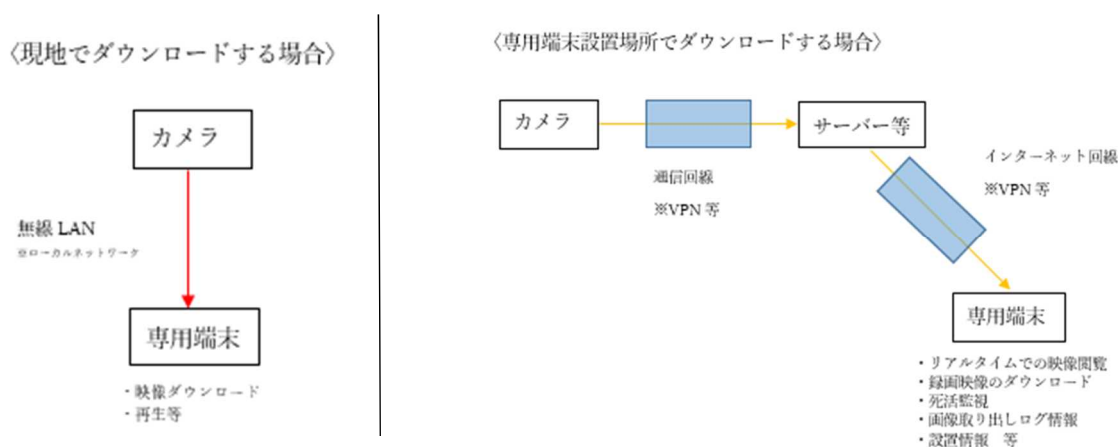 〈現地でダウンロードする場合〉
カメラ
無線 LAN
※ローカルネットワーク
専用端末
・映像ダウンロード
・再生等
〈専用端末設置場所でダウンロードする場合〉
カメラ
サーバー等
通信回線
※VPN 等
インターネット回線
※VPN 等
専用端末
・リアルタイムでの映像閲覧
・録画映像のダウンロード
・死活監視
・画像取り出しログ情報
・設置情報　等